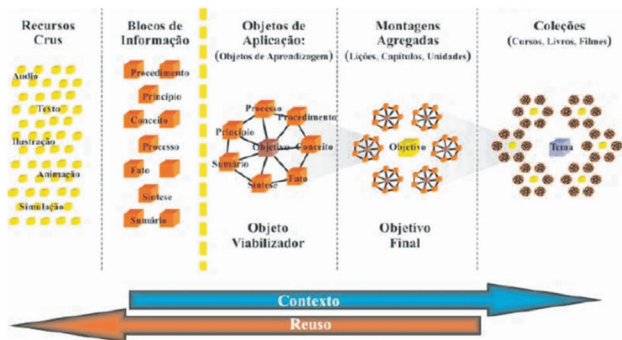 Recursos
Crus
Áudio
Texto
Ilustração
Animação
Simulação
Blocos de
Informação
Procedimento
Princípio
Conceito
Processo
Fato
Síntese
Sumário
Objetos de
Aplicação:
(Objetos de Aprendizagem)
Processo
Procedimento
Princípio
Objetivo
Conceito
Sumário
Fato
Síntese
Objeto
Viabilizador
Montagens
Agregadas
(Lições, Capítulos, Unidades)
Objetivo
Objetivo
Final
Coleções
(Cursos, Livros, Filmes)
Tema
Contexto
Reuso